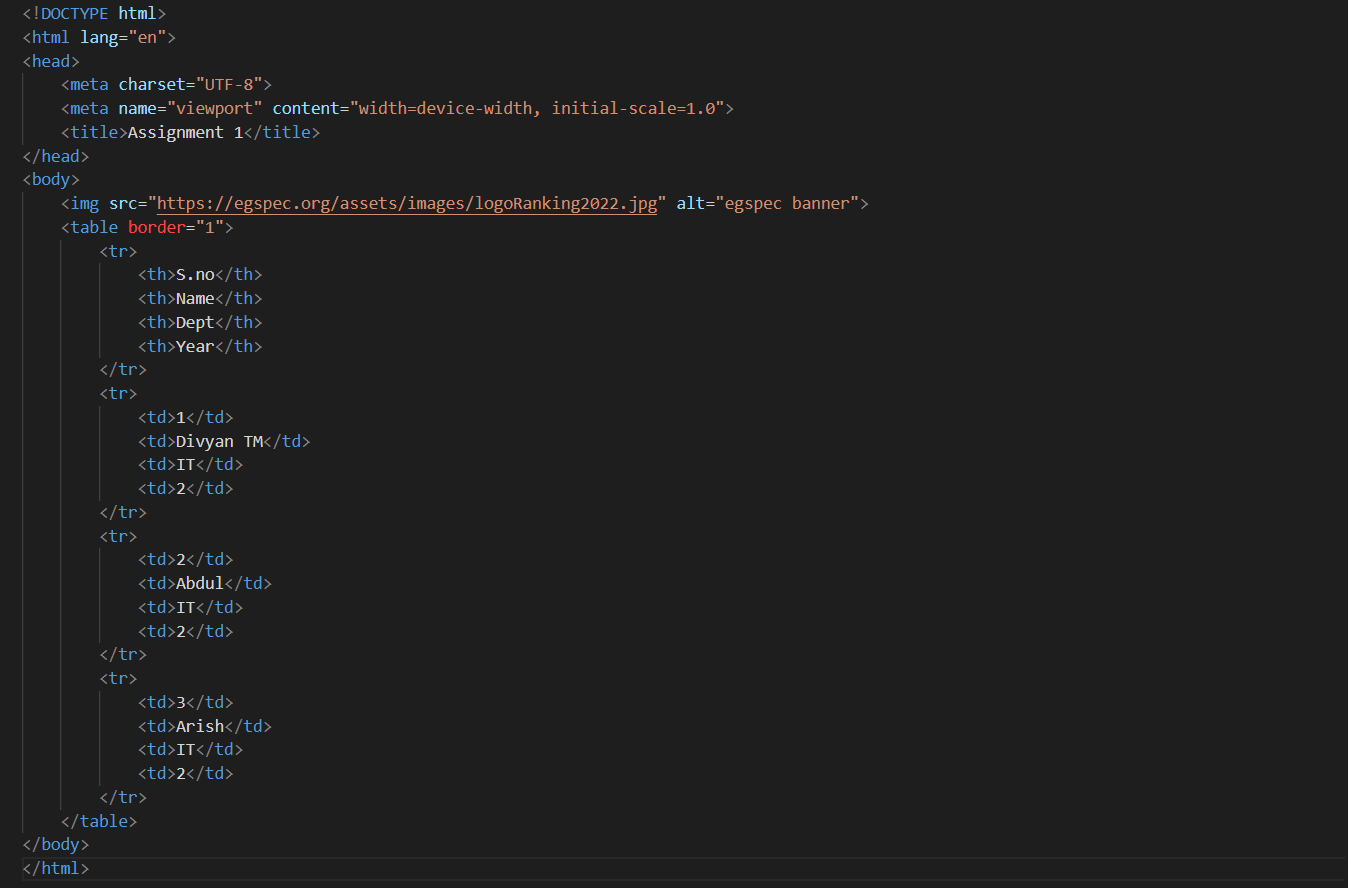 <!DOCTYPE html>
<html lang="en">
<head>
    <meta charset="UTF-8">
    <meta name="viewport" content="width=device-width, initial-scale=1.0">
    <title>Assignment 1</title>
</head>
<body>
    <img src="https://egspec.org/assets/images/logoRanking2022.jpg" alt="egspec banner">
    <table border="1">
        <tr>
            <th>S.no</th>
            <th>Name</th>
            <th>Dept</th>
            <th>Year</th>
        </tr>
        <tr>
            <td>1</td>
            <td>Divyan TM</td>
            <td>IT</td>
            <td>2</td>
        </tr>
        <tr>
            <td>2</td>
            <td>Abdul</td>
            <td>IT</td>
            <td>2</td>
        </tr>
        <tr>
            <td>3</td>
            <td>Arish</td>
            <td>IT</td>
            <td>2</td>
        </tr>
    </table>
</body>
</html>